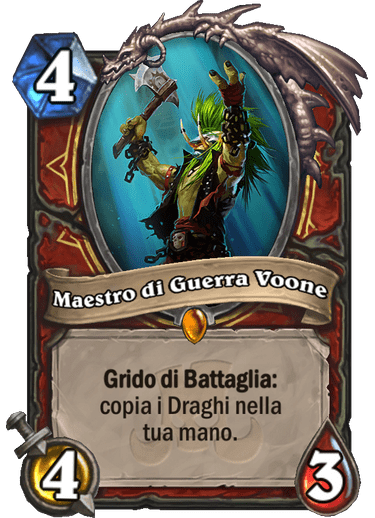 4
Maestro di Guerra Voone
Grido di Battaglia:
copia i Draghi nella
tua mano.
4
3